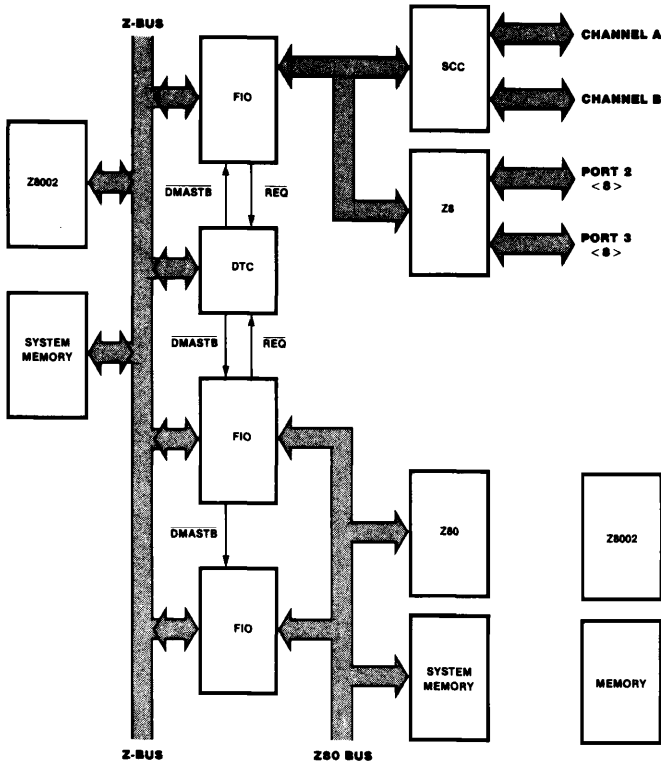 Z-BUS
FIO
SCC
CHANNEL A
CHANNEL B
Z8002
DMASTB
REQ
Z8
PORT 2
<8>
PORT 3
<8>
DTC
SYSTEM
MEMORY
DMASTB
REQ
FIO
DMASTB
Z80
Z8002
FIO
SYSTEM
MEMORY
MEMORY
Z-BUS
Z80 BUS